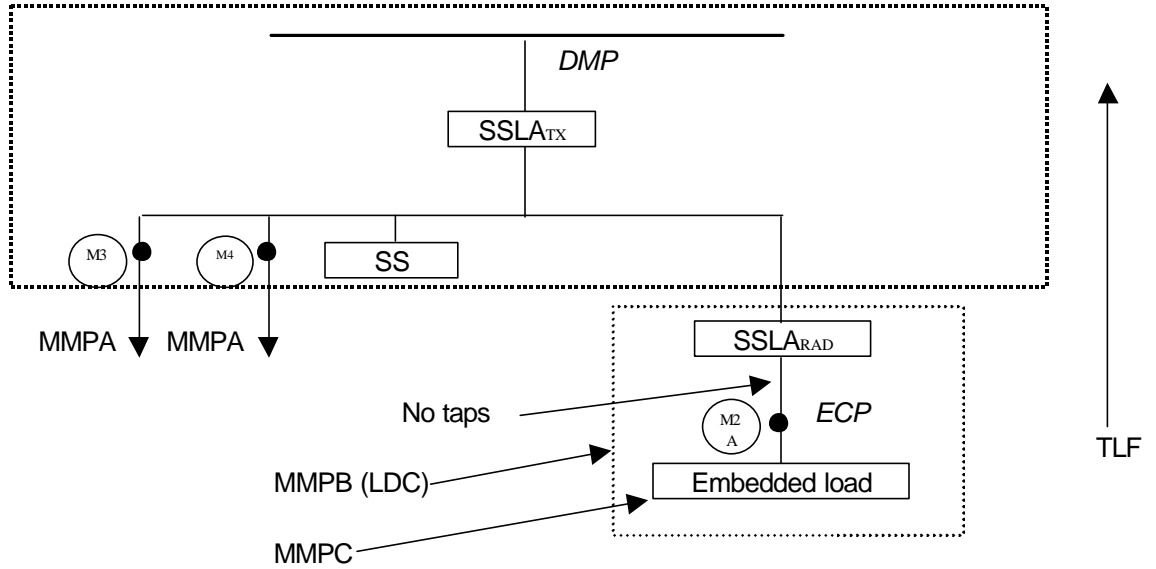 DMP
SSLATX
M3
M4
SS
MMPA MMPA
SSLARAD
No taps
M2
A
ECP
TLF
MMPB (LDC)
Embedded load
MMPC